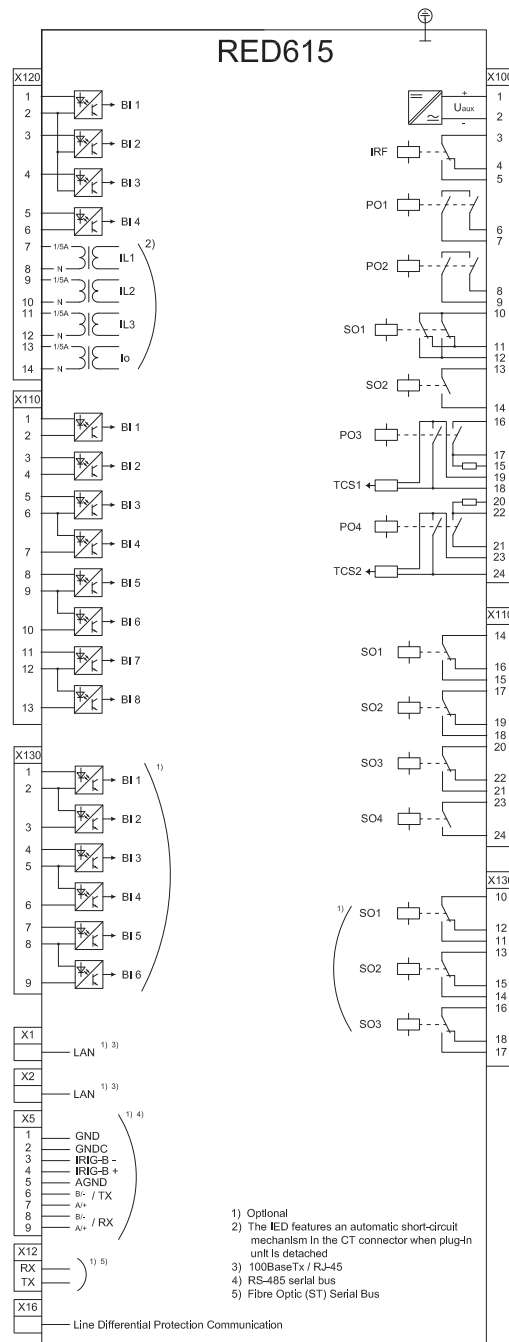 RED615
X120
1
2
BI 1
3
BI 2
4
BI 3
5
6
BI 4
7
1/5A
IL1
2)
8
N
9
1/5A
IL2
10
N
11
1/5A
IL3
12
N
13
1/5A
Io
14
N
X110
1
2
BI 1
3
4
BI 2
5
6
BI 3
7
BI 4
8
9
BI 5
10
BI 6
11
12
BI 7
13
BI 8
X130
1)
1
2
BI 1
3
BI 2
4
5
BI 3
6
BI 4
7
8
BI 5
9
BI 6
X1
LAN 1) 3)
X2
LAN 1) 3)
X5
1) 4)
1 GND
2 GNDC
3 IRIG-B -
4 IRIG-B +
5 AGND
6 B/- / TX
7 A/+
8 B/- / RX
9 A/+
X12
RX
TX
1) 5)
X16
Line Differential Protection Communication
X100
+
1
Uaux
-
2
IRF
3
4
5
PO1
6
7
PO2
8
9
SO1
10
11
12
SO2
13
14
PO3
16
17
15
19
TCS1
18
20
PO4
22
21
23
TCS2
24
X110
SO1
14
16
15
SO2
17
19
18
SO3
20
22
21
SO4
23
24
X130
1)
SO1
10
12
11
SO2
13
15
14
SO3
16
18
17
1) Optional
2) The IED features an automatic short-circuit
mechanism in the CT connector when plug-in
unit is detached
3) 100BaseTx / RJ-45
4) RS-485 serial bus
5) Fibre Optic (ST) Serial Bus